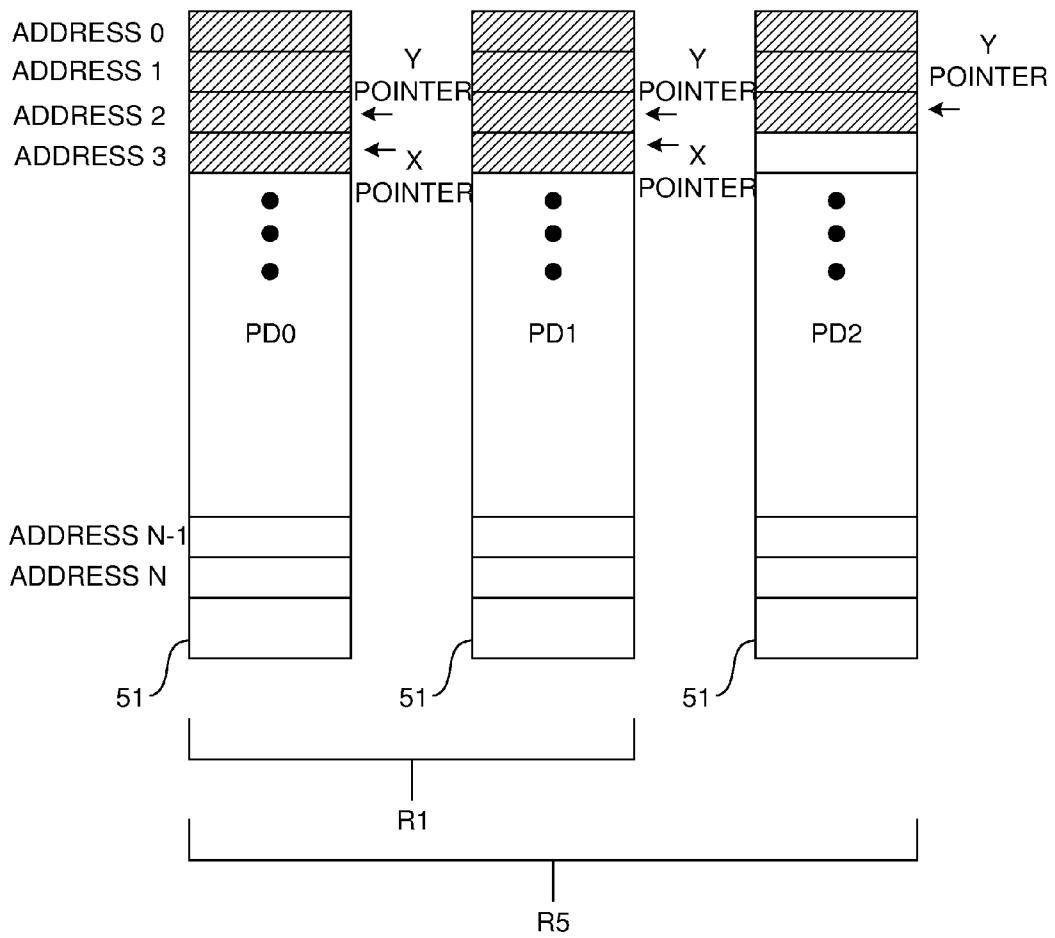 ADDRESS 0
ADDRESS 1
ADDRESS 2
ADDRESS 3
Y
POINTER
X
POINTER
Y
POINTER
X
POINTER
Y
POINTER
PD0
PD1
PD2
ADDRESS N-1
ADDRESS N
51
51
51
R1
R5